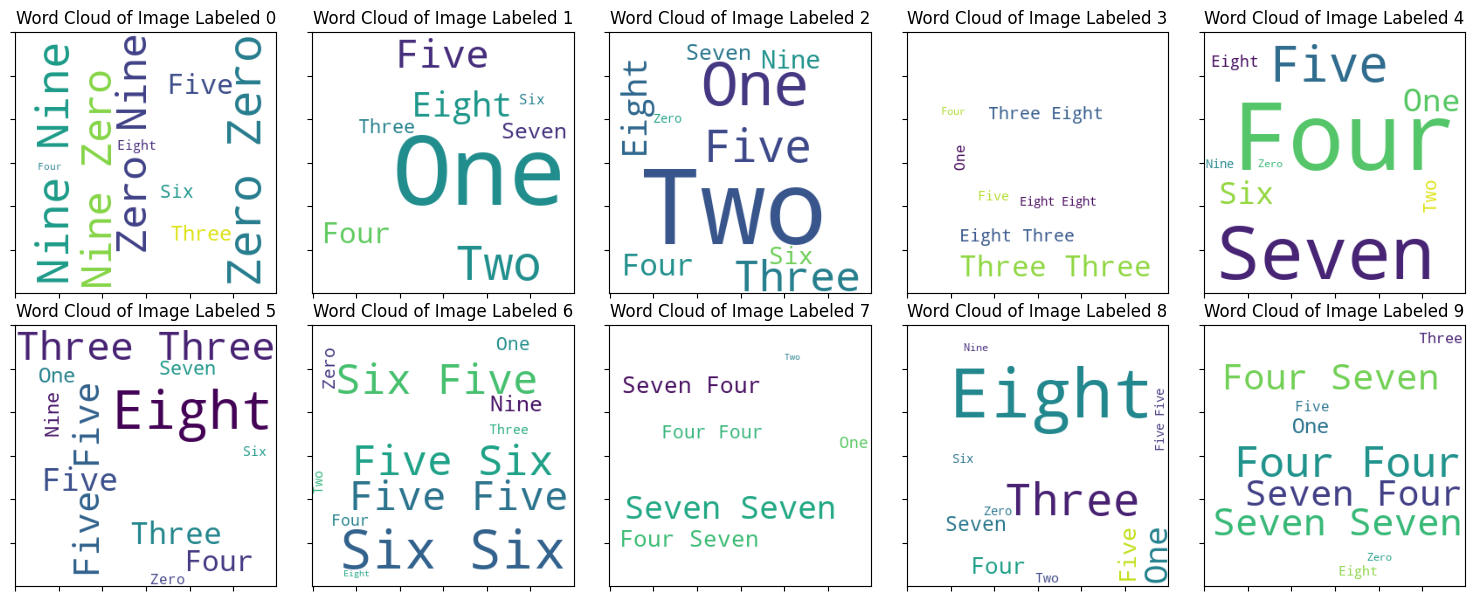 Word Cloud of Image Labeled 0
Nine Nine
Nine Zero
Zero Nine
Five
Zero Zero
Eight
Four
Six
Three
Word Cloud of Image Labeled 1
Five
Eight
Six
Three
Seven
One
Four
Two
Word Cloud of Image Labeled 2
Seven
Nine
Eight
One
Zero
Five
Two
Four
Six
Three
Word Cloud of Image Labeled 3
Four
Three Eight
One
Five
Eight Eight
Eight Three
Three Three
Word Cloud of Image Labeled 4
Eight
Five
One
Four
Nine
Zero
Six
Two
Seven
Word Cloud of Image Labeled 5
Three Three
One
Seven
Nine
Five Five
Eight
Six
Five
Three
Four
Zero
Word Cloud of Image Labeled 6
One
Zero
Six Five
Nine
Three
Five Six
Two
Five Five
Four
Six Six
Eight
Word Cloud of Image Labeled 7
Two
Seven Four
Four Four
One
Seven Seven
Four Seven
Word Cloud of Image Labeled 8
Nine
Eight
Five Five
Six
Three
Zero
Seven
Five
One
Four
Two
Word Cloud of Image Labeled 9
Three
Four Seven
Five
One
Four Four
Seven Four
Seven Seven
Zero
Eight